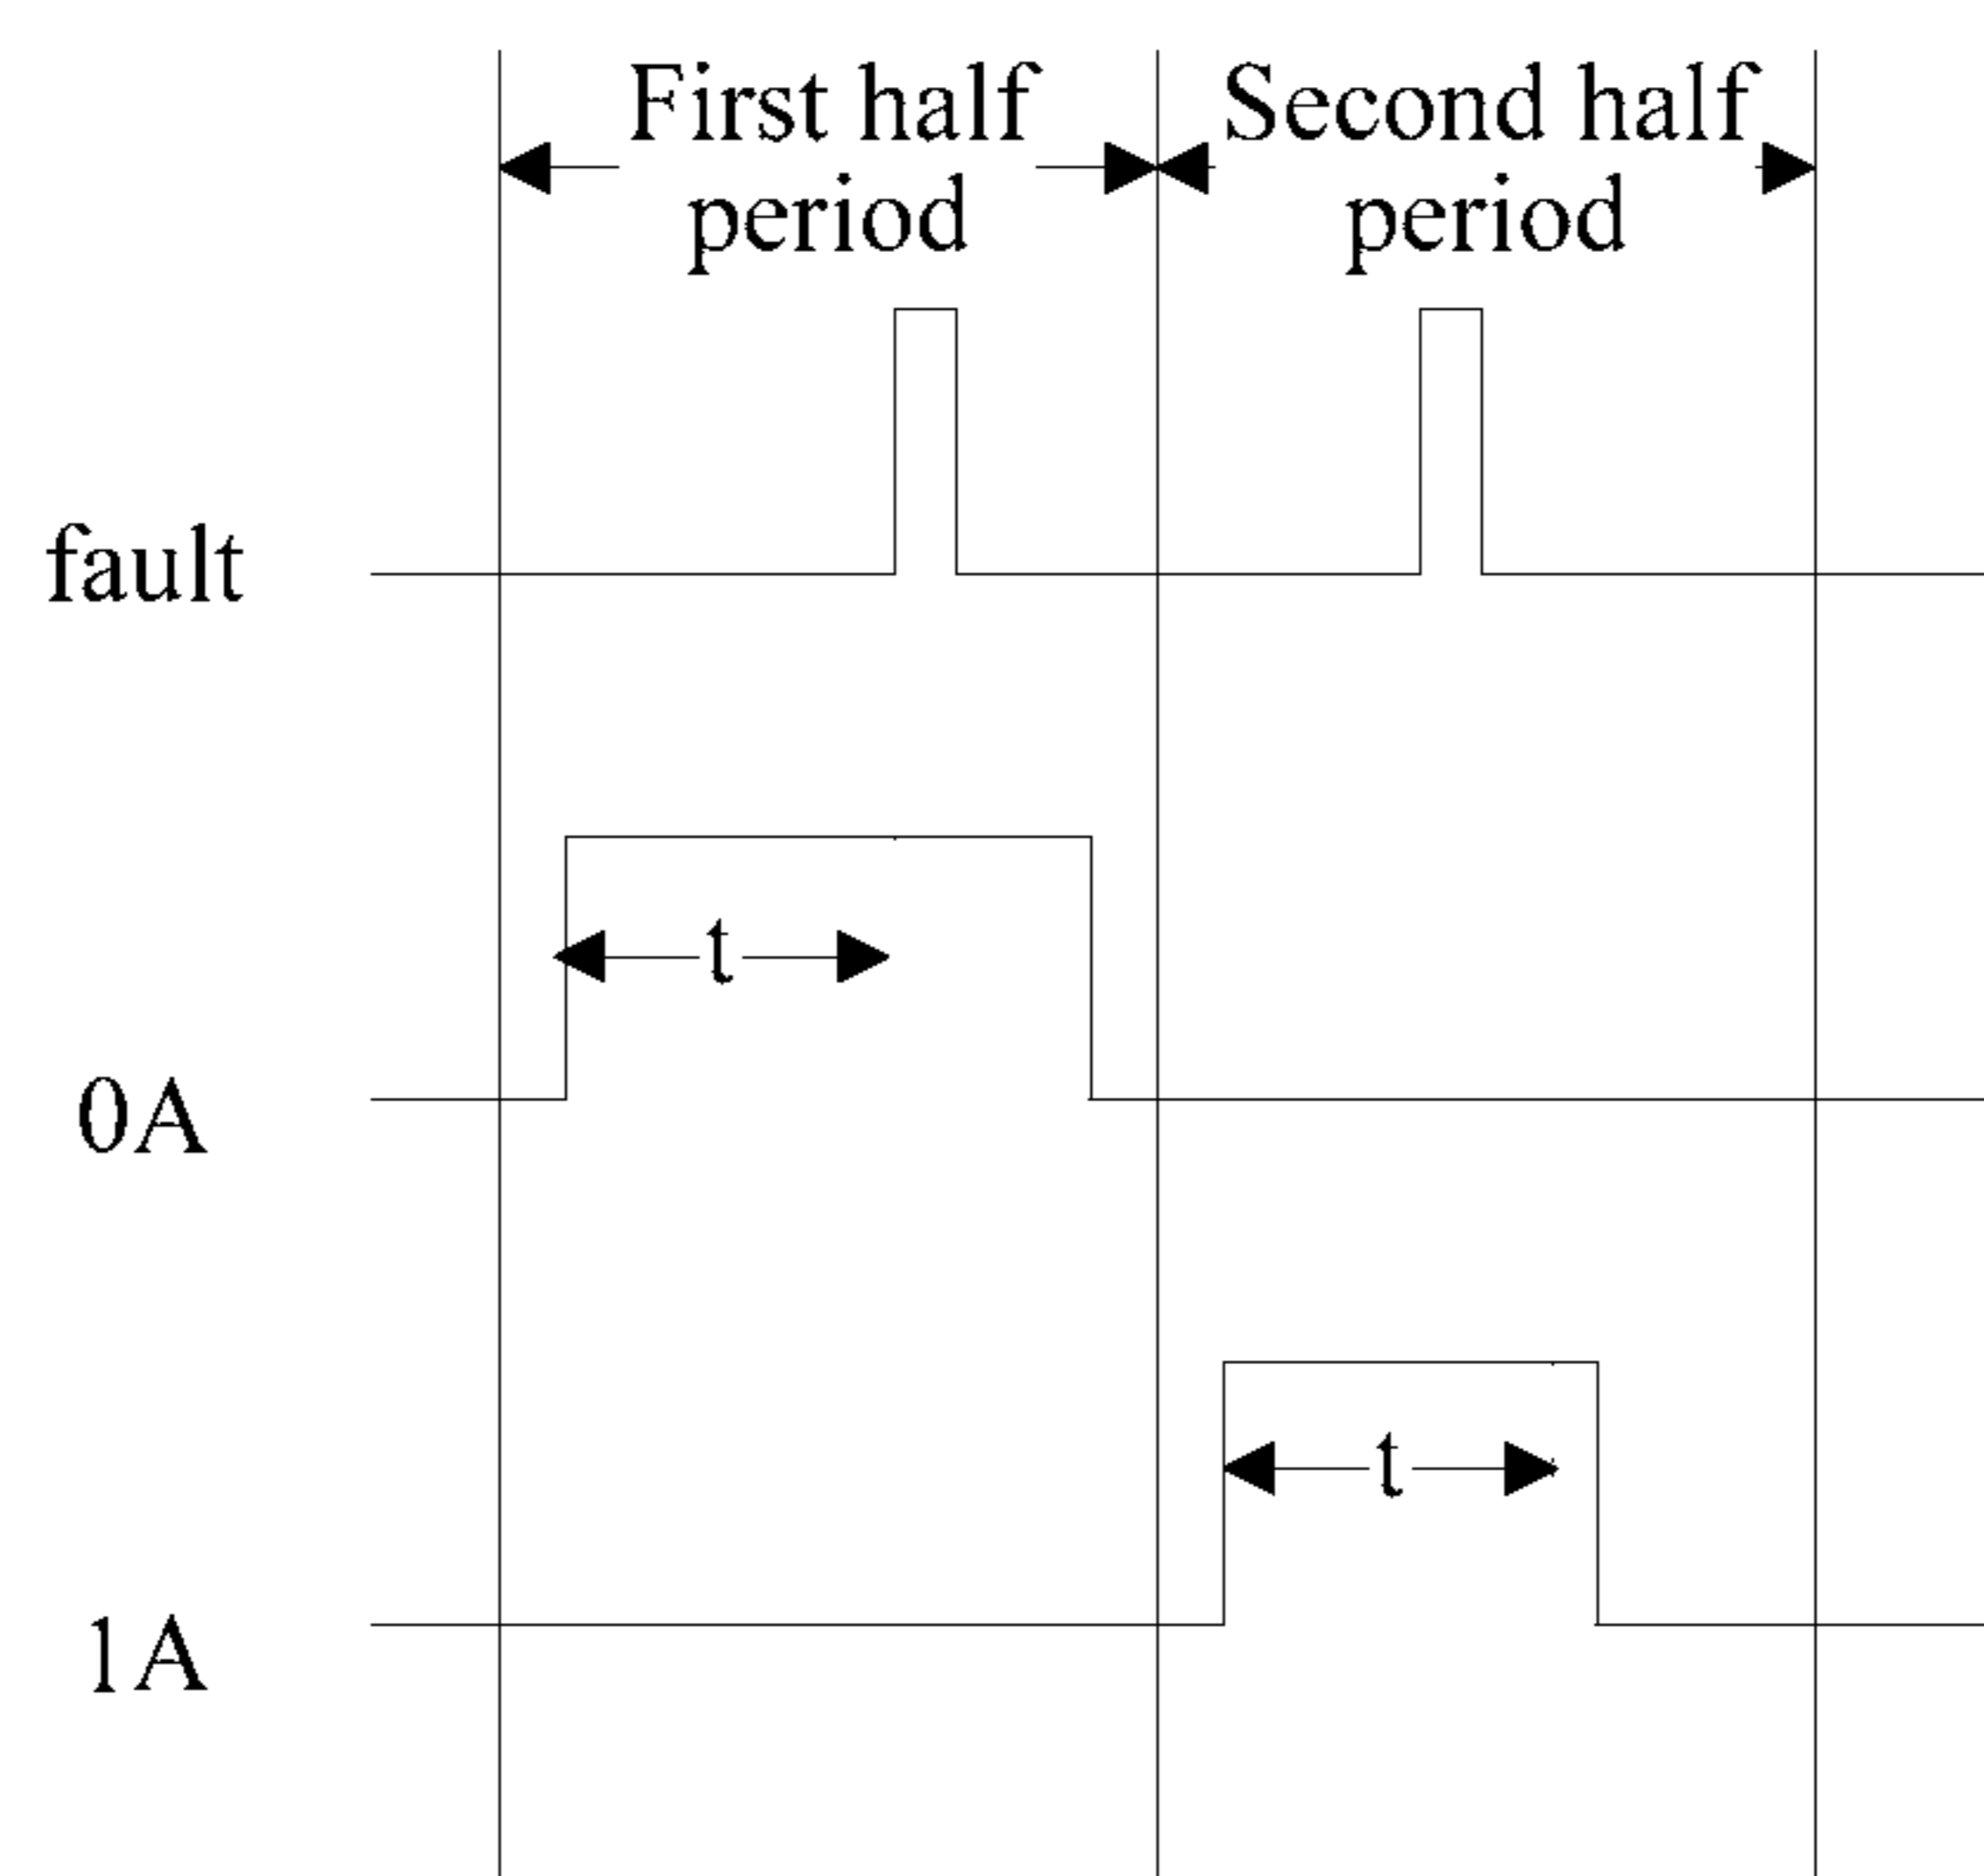 First half
period
Second half
period
fault
t
0A
t
1A